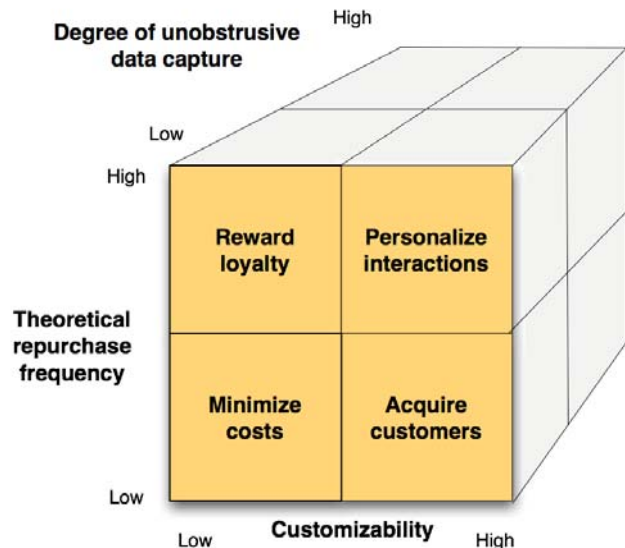 High
Degree of unobstrusive
data capture
Low
High
Reward
loyalty
Personalize
interactions
Theoretical
repurchase
frequency
Minimize
costs
Acquire
customers
Low
Low
Customizability
High